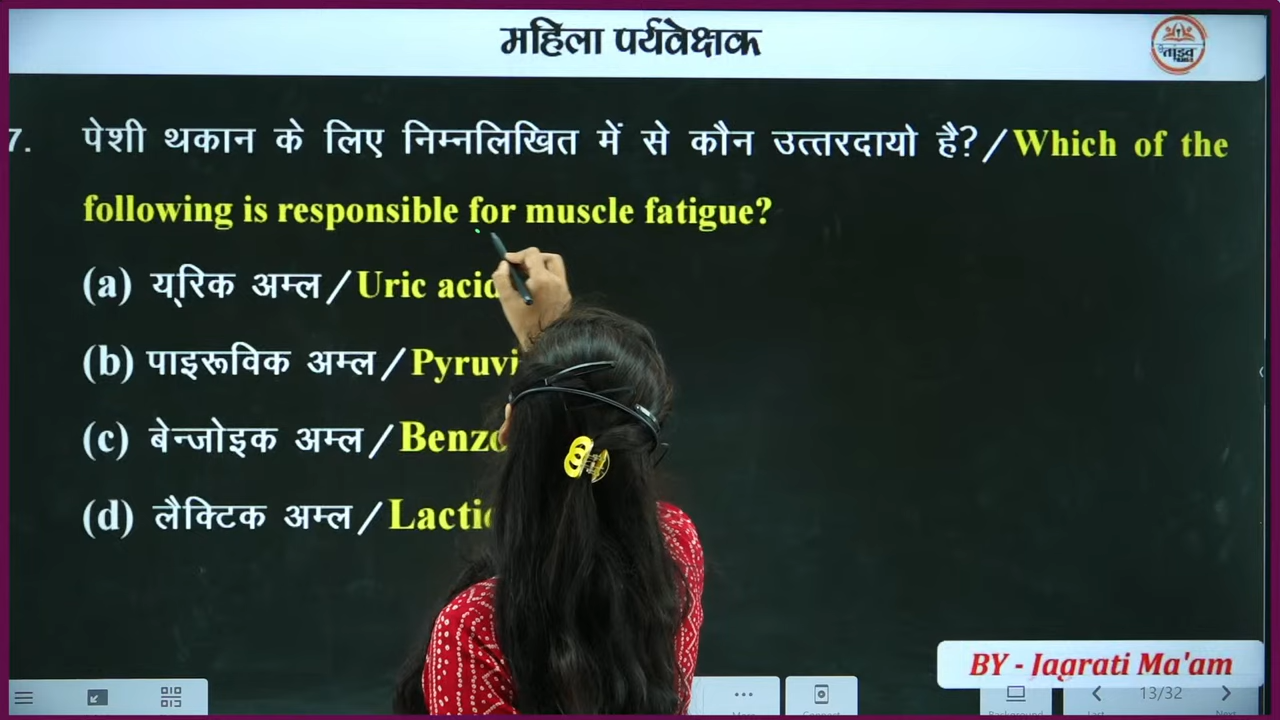 महिला पर्यवेक्षक
7. पेशी थकान के लिए निम्नलिखित में से कौन उत्तरदायो है?/Which of the
following is responsible for muscle fatigue?
(a) यूरिक अम्ल/Uric acid
(b) पाइरूविक अम्ल/Pyruvi
(c) बेन्जोइक अम्ल/Benzo
(d) लैक्टिक अम्ल/Lactic
BY - Jagrati Ma'am
13/32